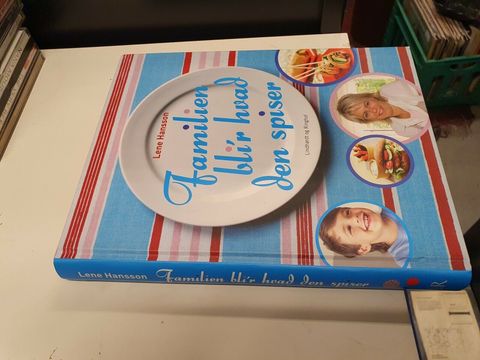 Lene Hansson
Familien
bli'r hvad
den spiser
Lindhardt og Ringhof
Lene Hansson Familien bli'r hvad den spiser